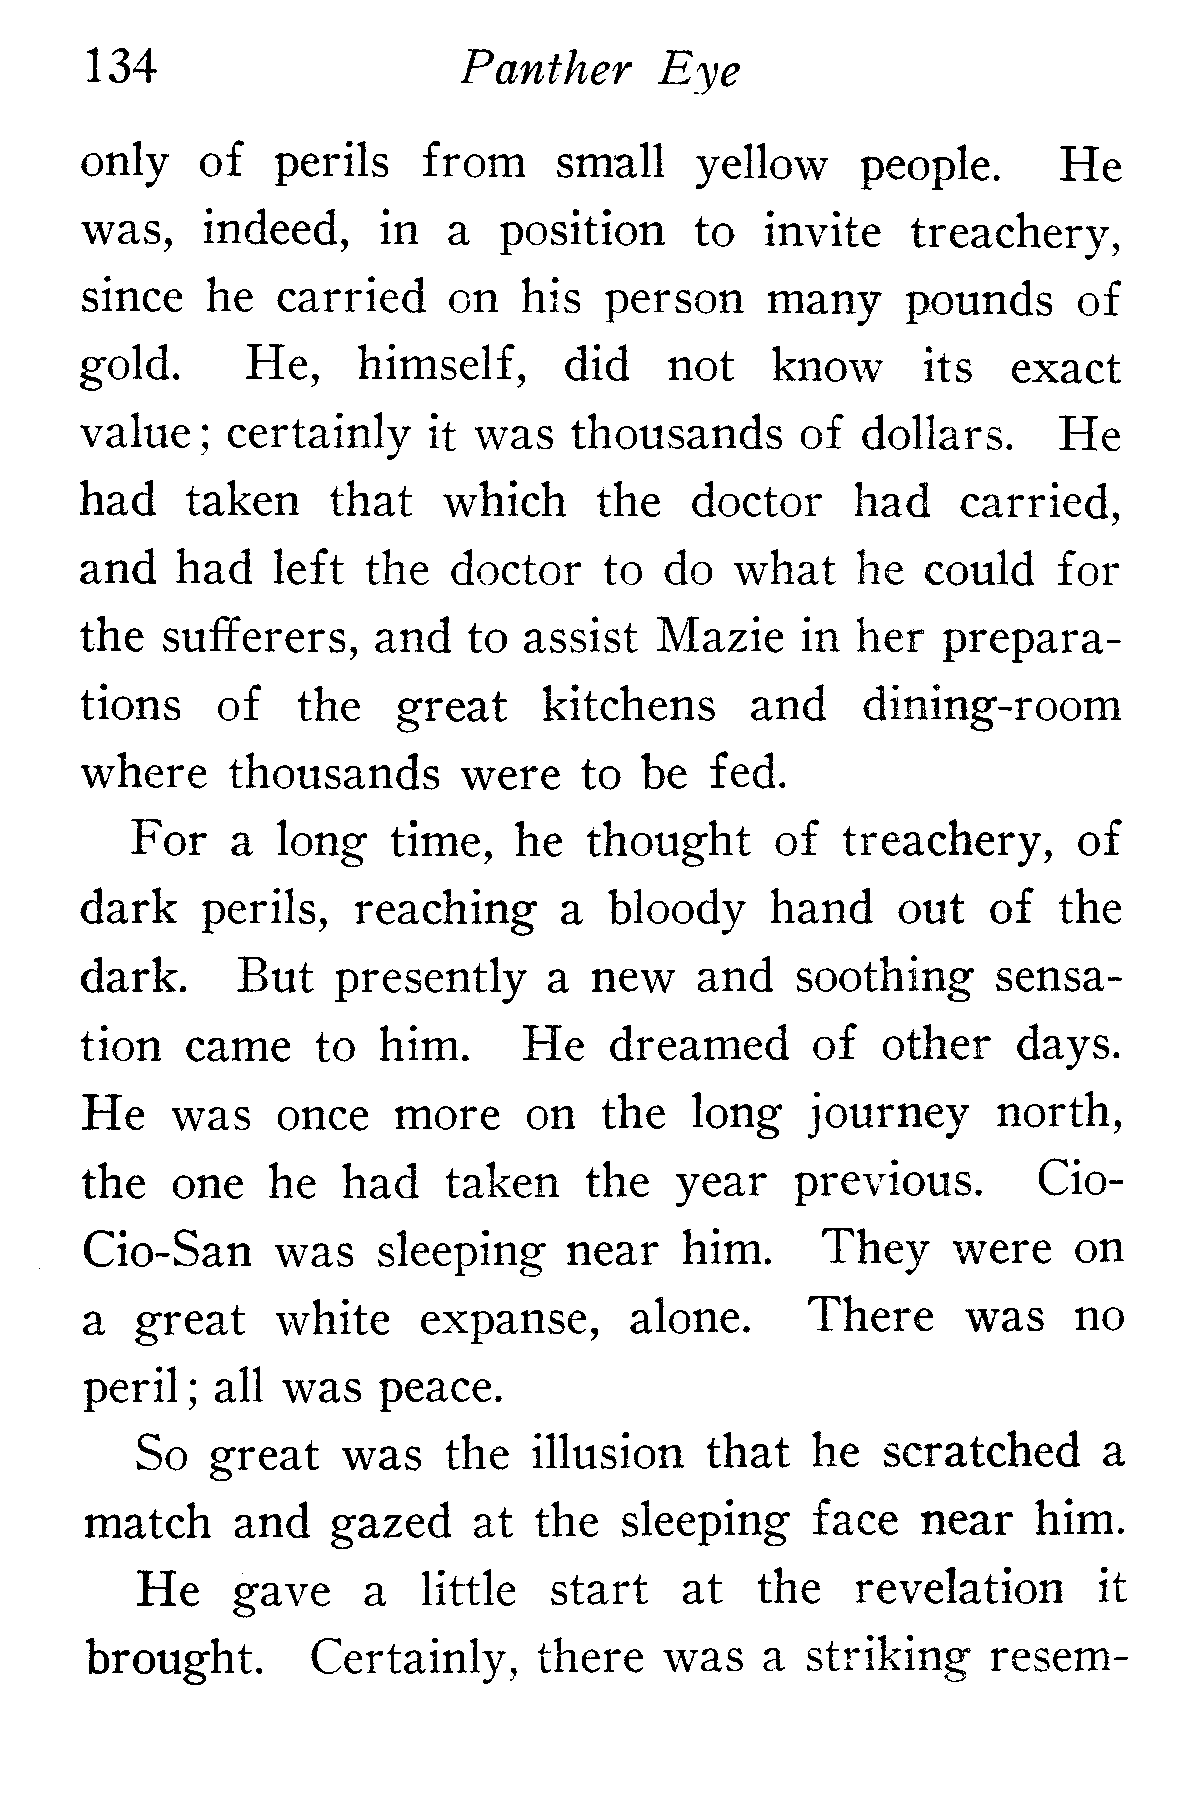 134 Panther Eye
only of perils from small yellow people. He
was, indeed, in a position to invite treachery,
since he carried on his person many pounds of
gold. He, himself, did not know its exact
value; certainly it was thousands of dollars. He
had taken that which the doctor had carried,
and had left the doctor to do what he could for
the sufferers, and to assist Mazie in her prepara-
tions of the great kitchens and dining-room
where thousands were to be fed.
For a long time, he thought of treachery, of
dark perils, reaching a bloody hand out of the
dark. But presently a new and soothing sensa-
tion came to him. He dreamed of other days.
He was once more on the long journey north,
the one he had taken the year previous. Cio-
Cio-San was sleeping near him. They were on
a great white expanse, alone. There was no
peril; all was peace.
So great was the illusion that he scratched a
match and gazed at the sleeping face near him.
He gave a little start at the revelation it
brought. Certainly, there was a striking resem-